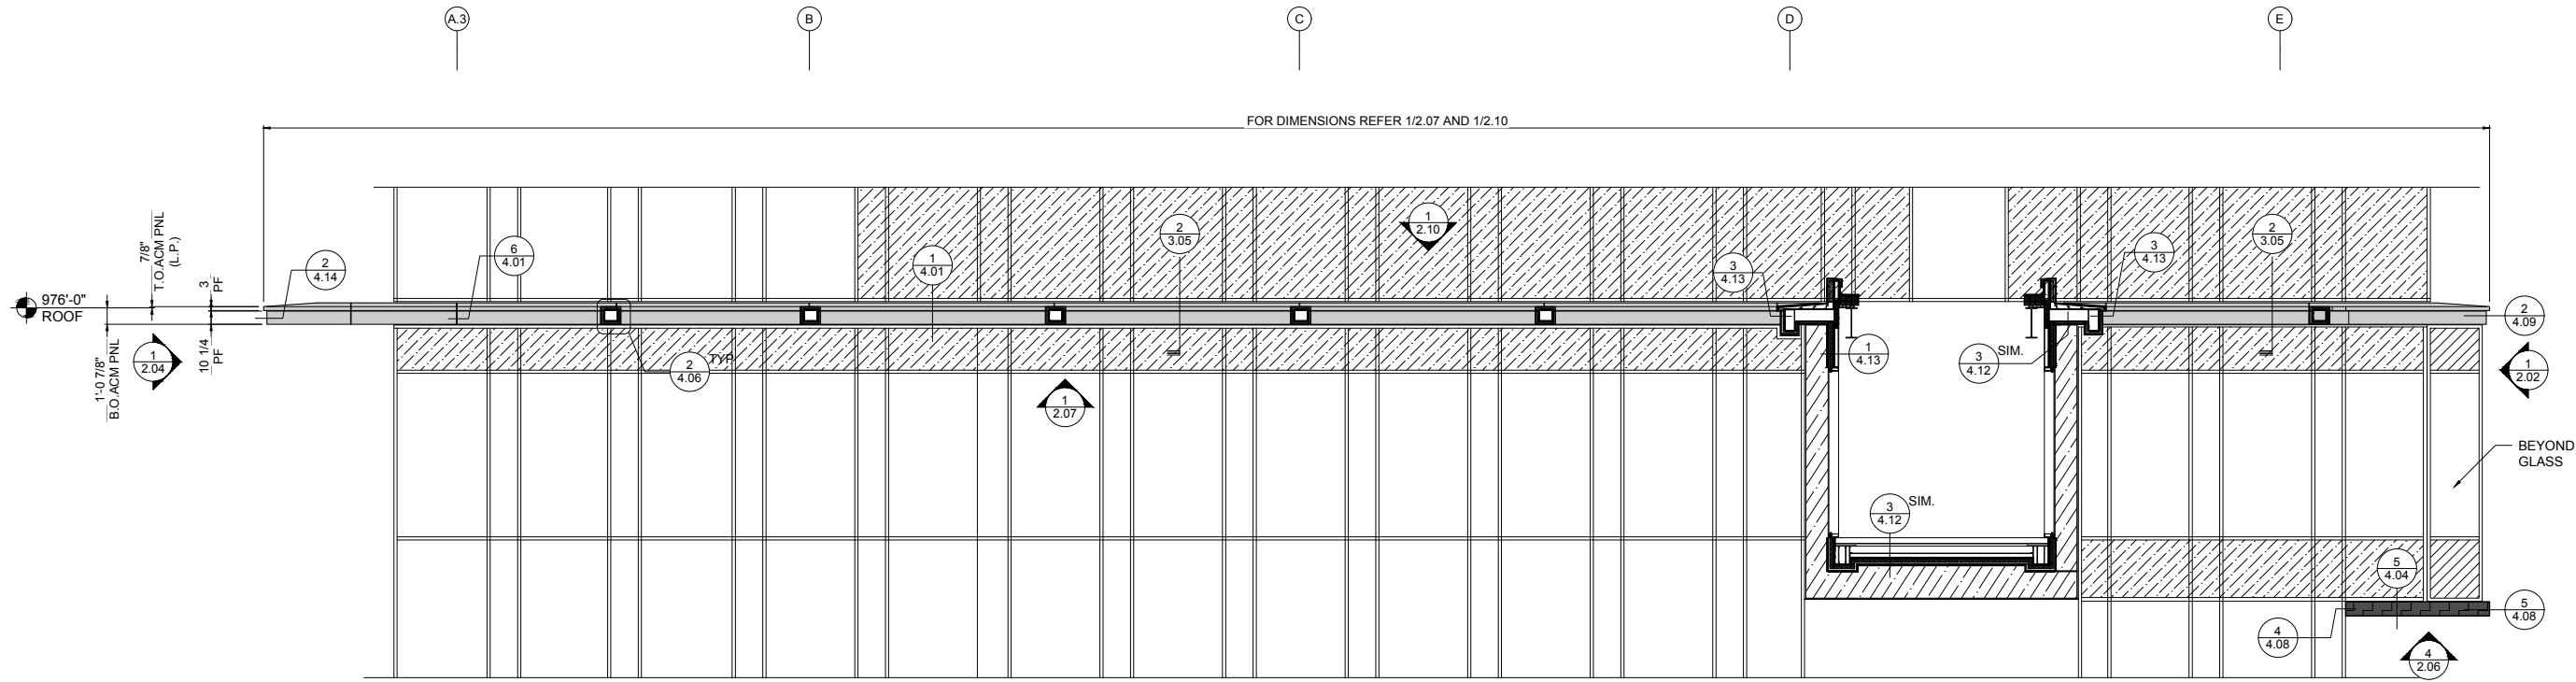 A.3
B
C
D
E
FOR DIMENSIONS REFER 1/2.07 AND 1/2.10
7/8"
T.O.ACM PNL
(L.P.)
3
PF
976'-0"
ROOF
1'-0 7/8"
B.O.ACM PNL
10 1/4
PF
1
2.04
2
4.14
6
4.01
2
4.06
TYP.
1
4.01
2
3.05
1
2.10
1
2.07
3
4.13
1
4.13
3
4.12
SIM.
3
4.12
SIM.
3
4.13
2
3.05
2
4.09
1
2.02
BEYOND
GLASS
5
4.04
5
4.08
4
4.08
4
2.06